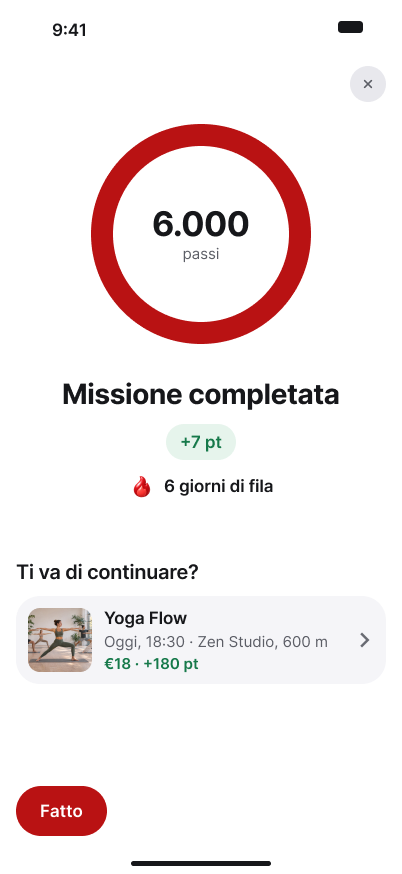 9:41
6.000
passi
Missione completata
+7 pt
6 giorni di fila
Ti va di continuare?
Yoga Flow
Oggi, 18:30 · Zen Studio, 600 m
€18 · +180 pt
Fatto